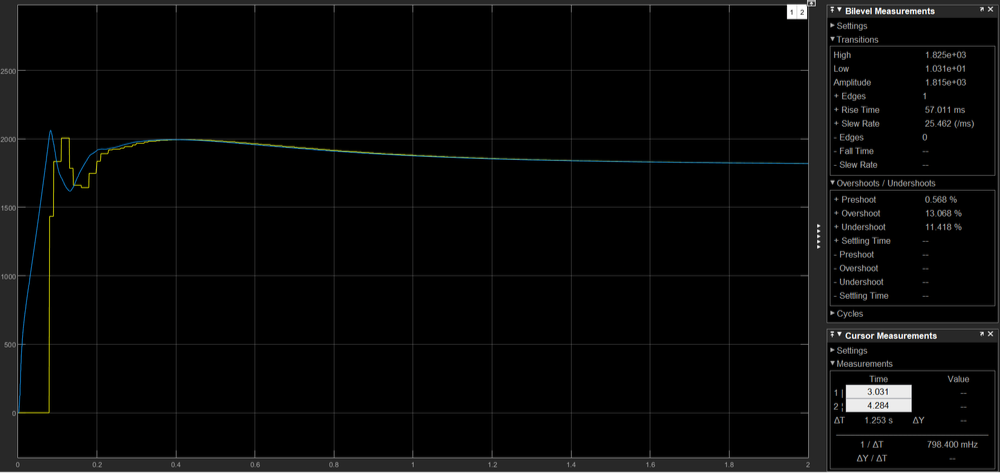 1 2
2500
2000
1500
1000
500
0
0 0.2 0.4 0.6 0.8 1 1.2 1.4 1.6 1.8 2
Bilevel Measurements
Settings
Transitions
High 1.825e+03
Low 1.031e+01
Amplitude 1.815e+03
+ Edges 1
+ Rise Time 57.011 ms
+ Slew Rate 25.462 (/ms)
- Edges 0
- Fall Time --
- Slew Rate --
Overshoots / Undershoots
+ Preshoot 0.568 %
+ Overshoot 13.068 %
+ Undershoot 11.418 %
+ Settling Time --
- Preshoot --
- Overshoot --
- Undershoot --
- Settling Time --
Cycles
Cursor Measurements
Settings
Measurements
Time Value
1 | 3.031 --
2 ¦ 4.284 --
ΔT 1.253 s ΔY --
1 / ΔT 798.400 mHz
ΔY / ΔT --